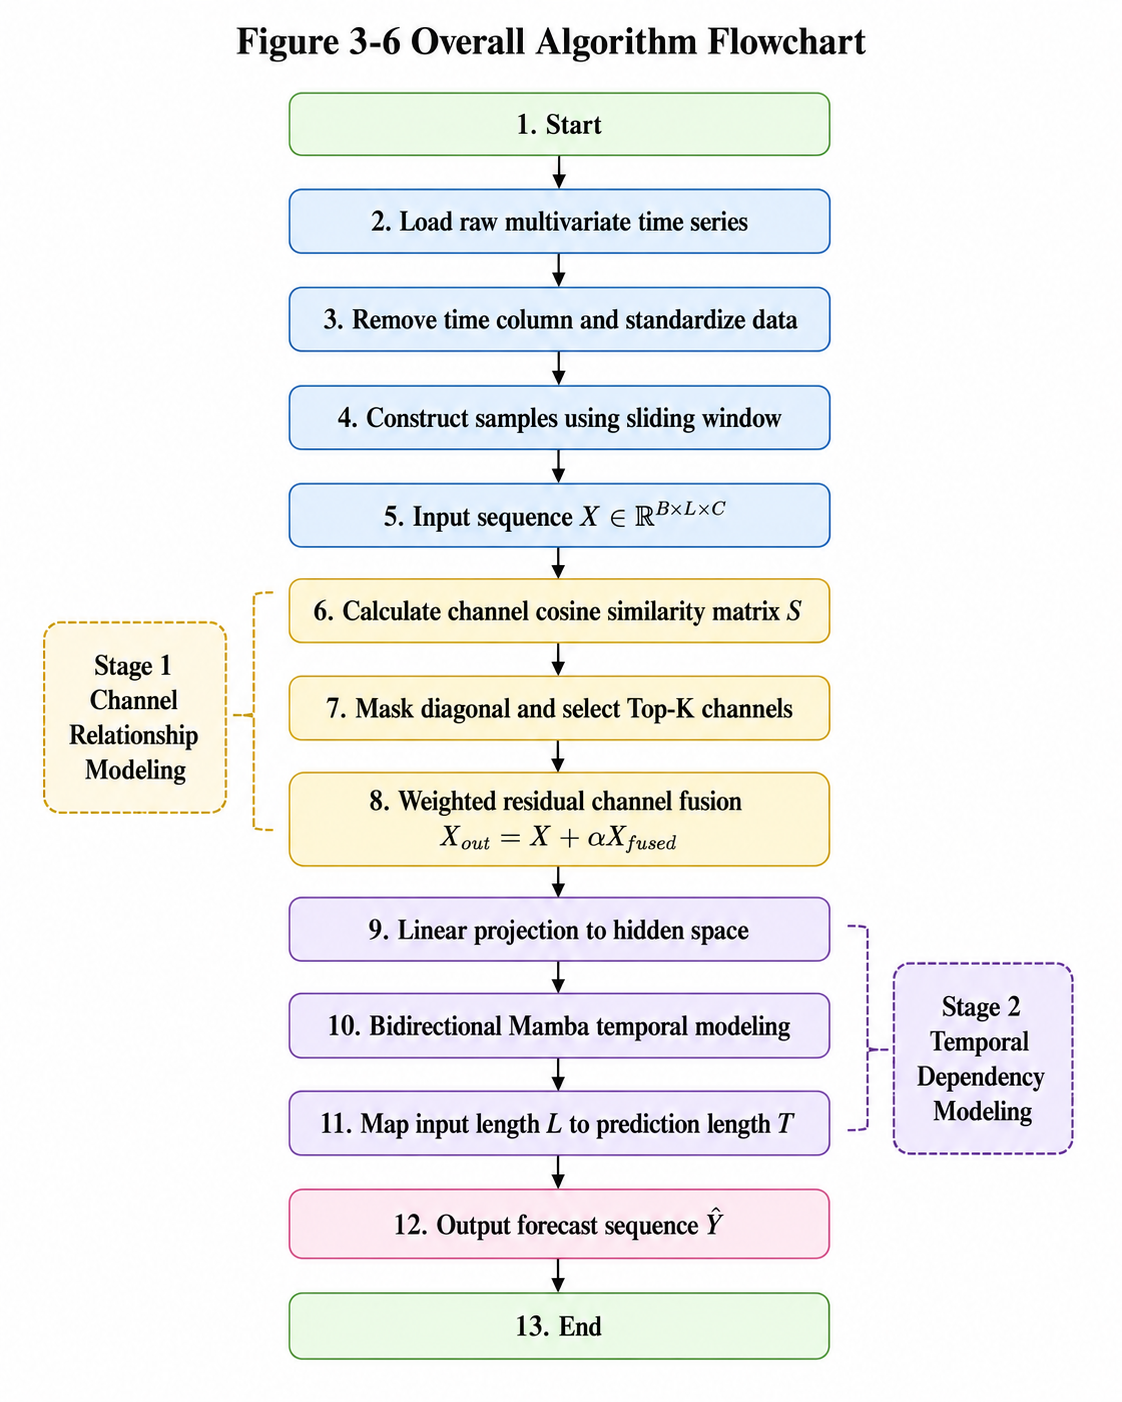 Figure 3-6 Overall Algorithm Flowchart
1. Start
2. Load raw multivariate time series
3. Remove time column and standardize data
4. Construct samples using sliding window
5. Input sequence X ∈ ℝ^{B×L×C}
6. Calculate channel cosine similarity matrix S
7. Mask diagonal and select Top-K channels
8. Weighted residual channel fusion
X_{out} = X + αX_{fused}
Stage 1
Channel
Relationship
Modeling
9. Linear projection to hidden space
10. Bidirectional Mamba temporal modeling
11. Map input length L to prediction length T
Stage 2
Temporal
Dependency
Modeling
12. Output forecast sequence Ŷ
13. End